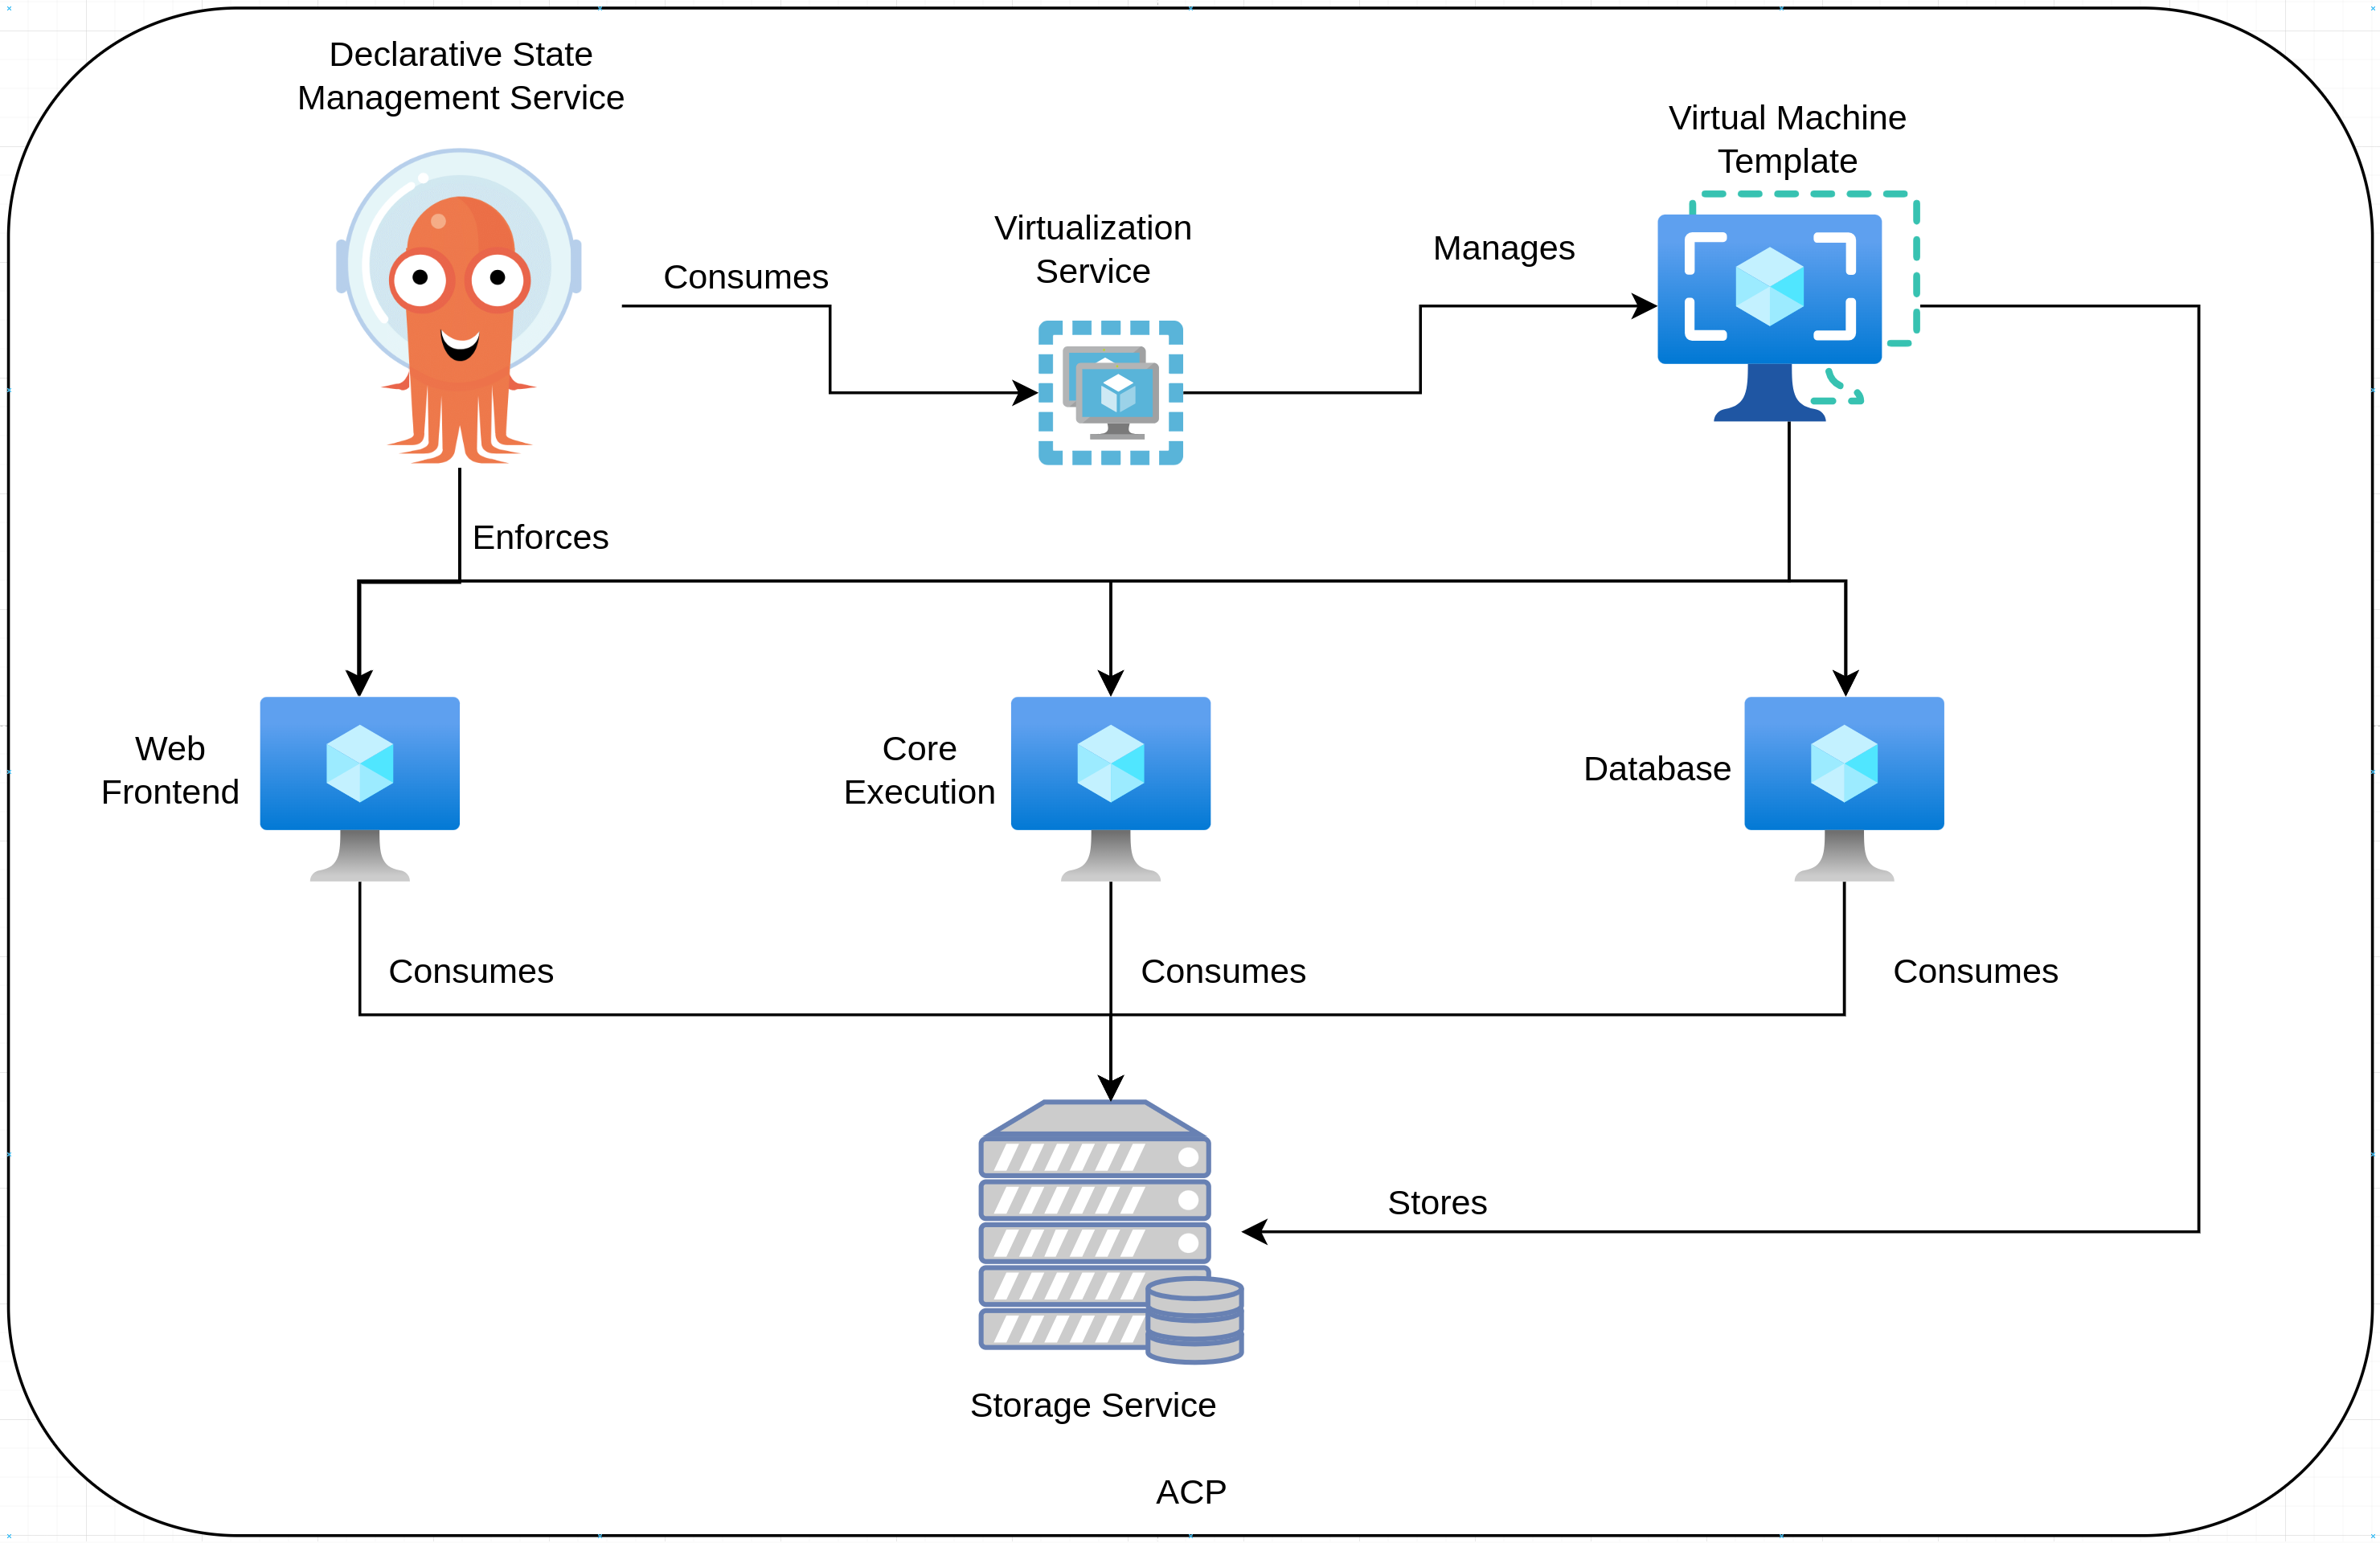 Declarative State
Management Service
Virtual Machine
Template
Virtualization
Service
Manages
Consumes
Enforces
Web
Frontend
Core
Execution
Database
Consumes
Consumes
Consumes
Stores
Storage Service
ACP